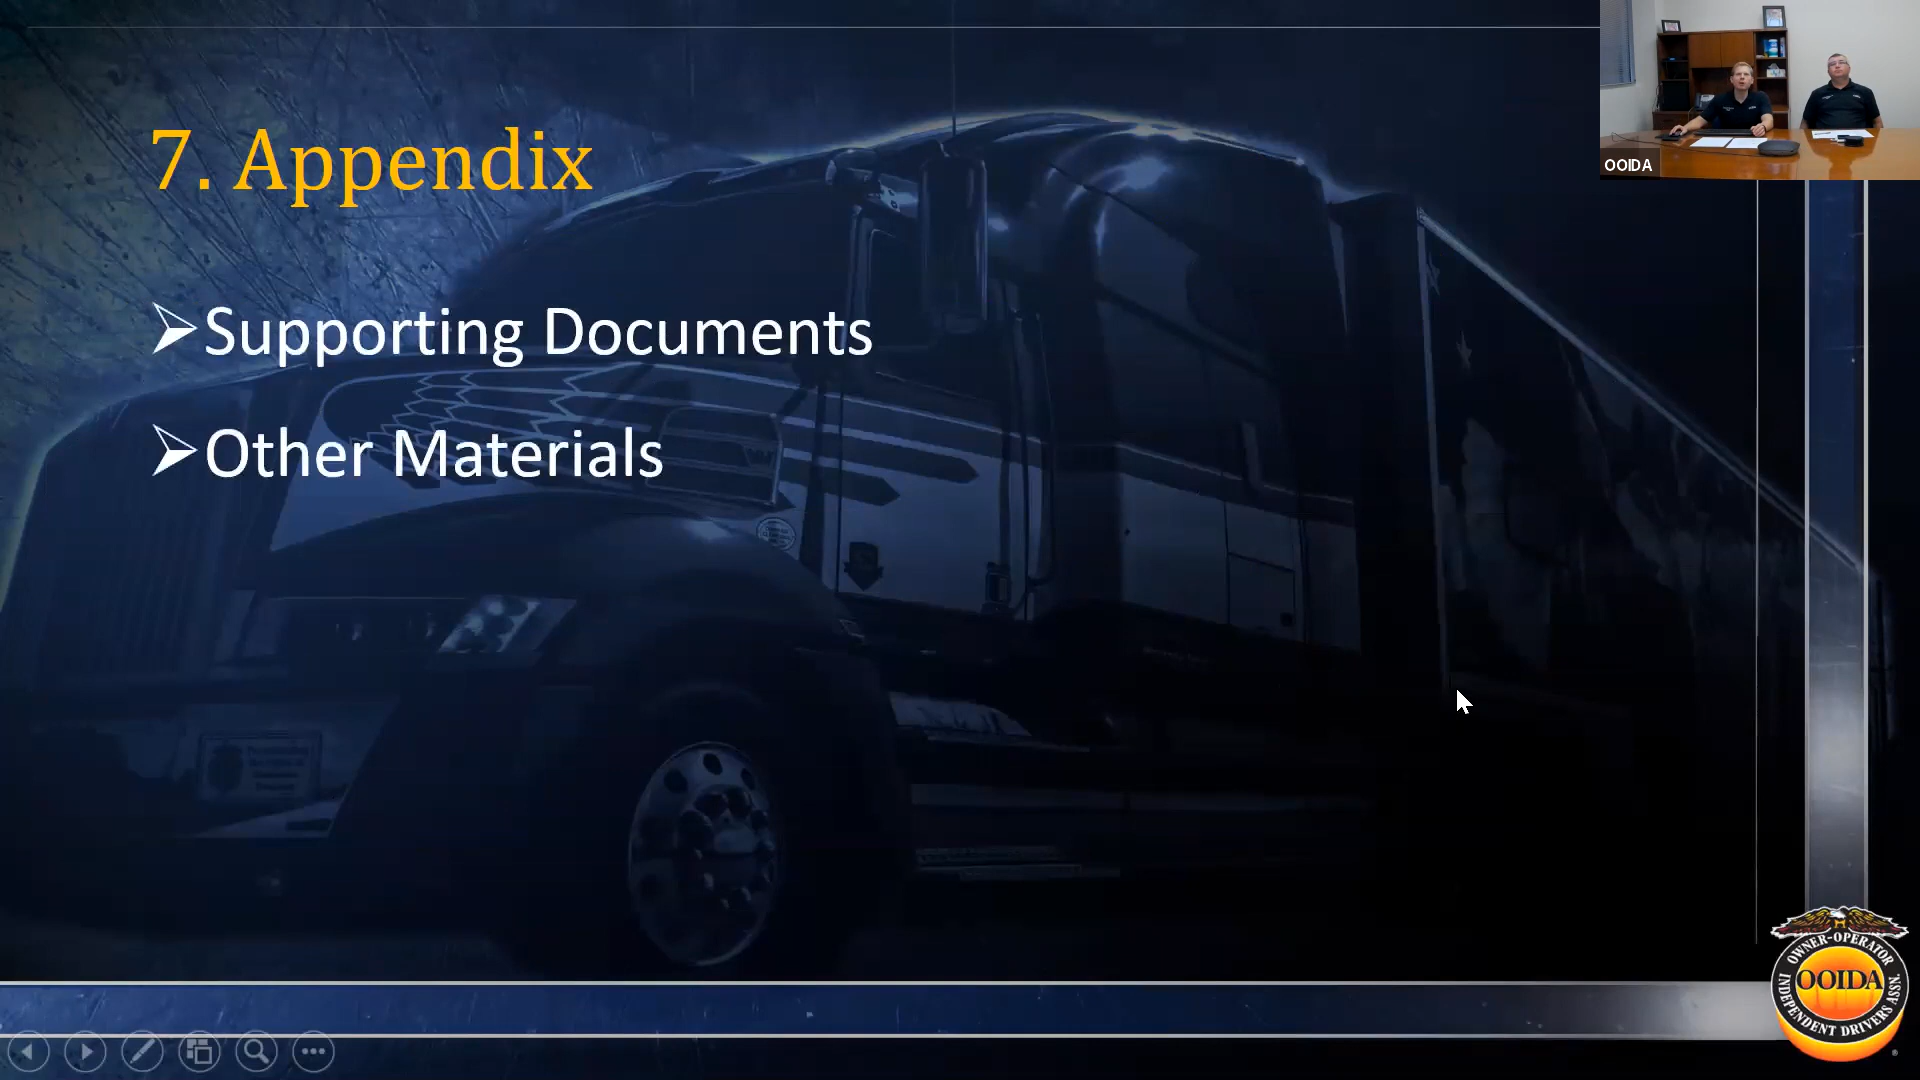 7. Appendix
Supporting Documents
Other Materials
OOIDA
OWNER-OPERATOR
OOIDA
INDEPENDENT DRIVERS ASSN.